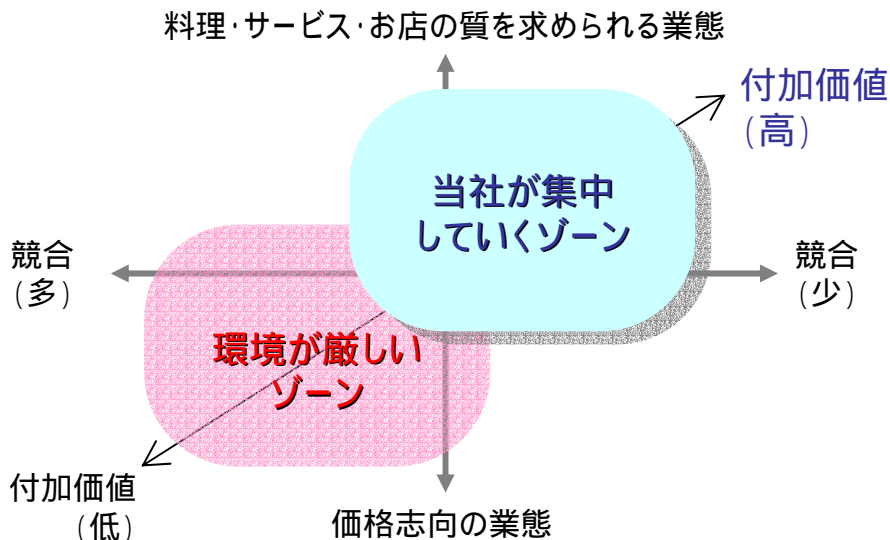 料理・サービス・お店の質を求められる業態
付加価値
(高)
当社が集中
していくゾーン
競合
(多)
競合
(少)
環境が厳しい
ゾーン
付加価値
(低)
価格志向の業態